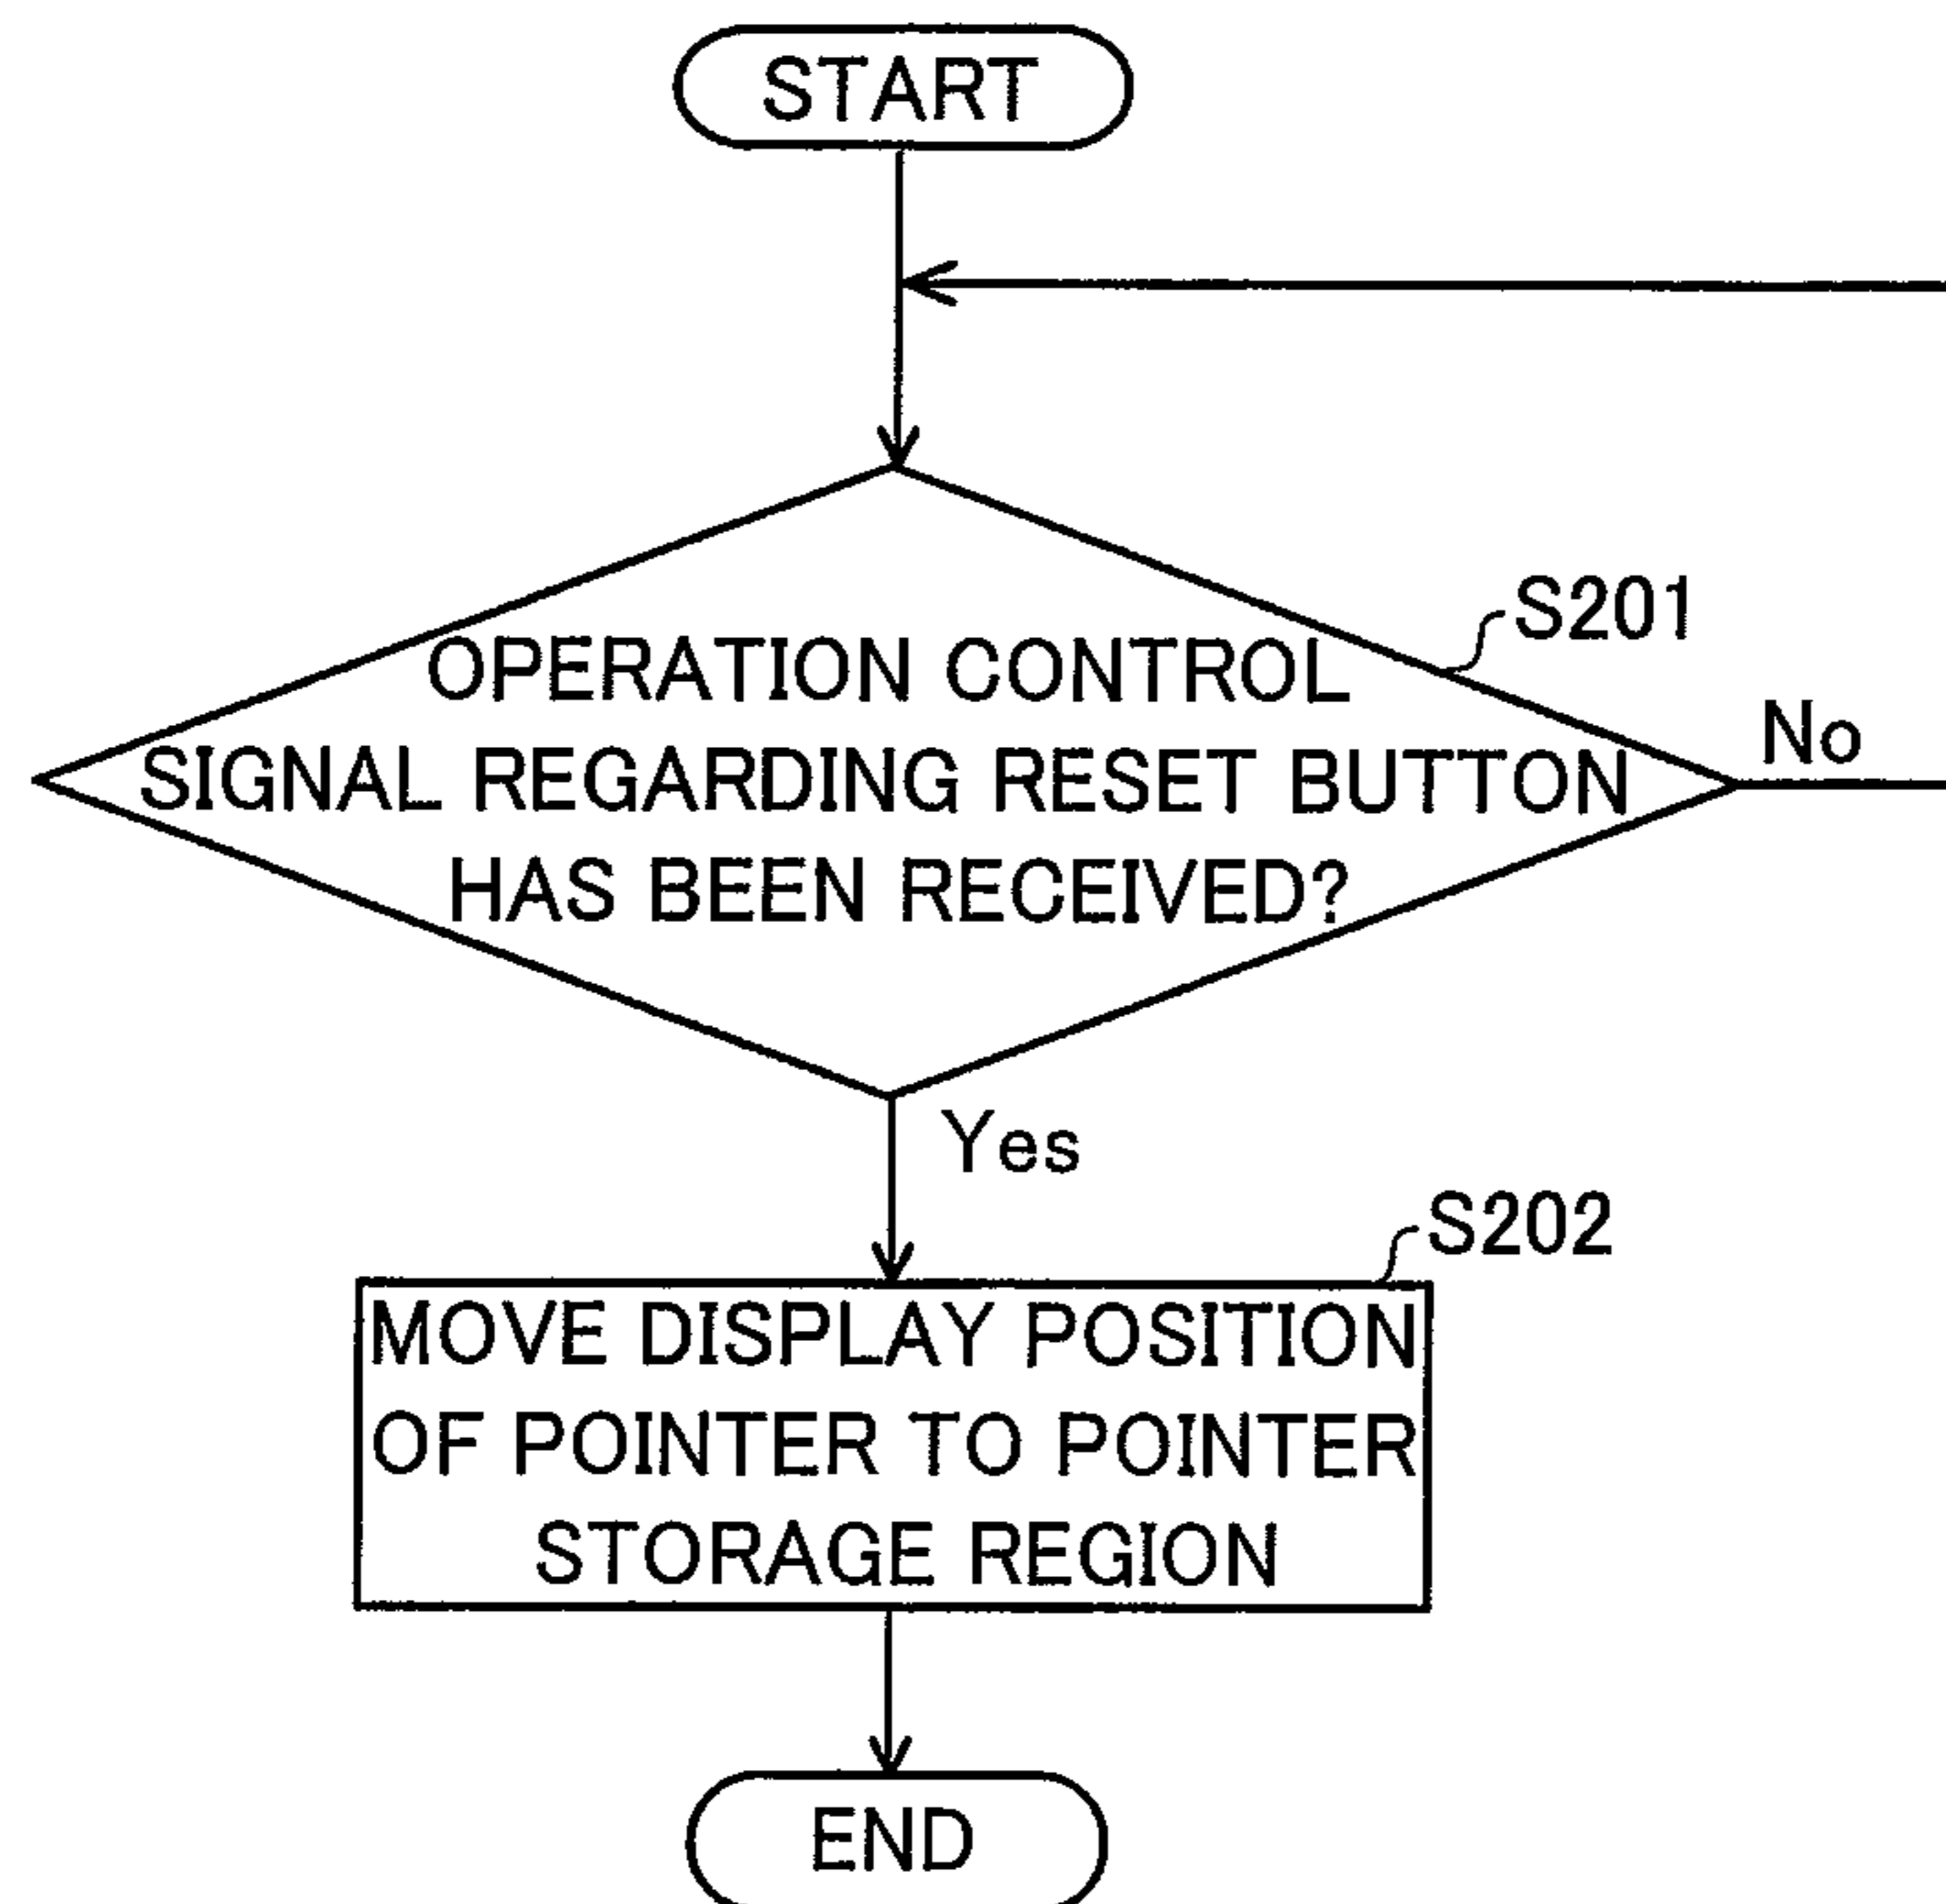 START
OPERATION CONTROL
SIGNAL REGARDING RESET BUTTON
HAS BEEN RECEIVED?
S201
No
Yes
S202
MOVE DISPLAY POSITION
OF POINTER TO POINTER
STORAGE REGION
END